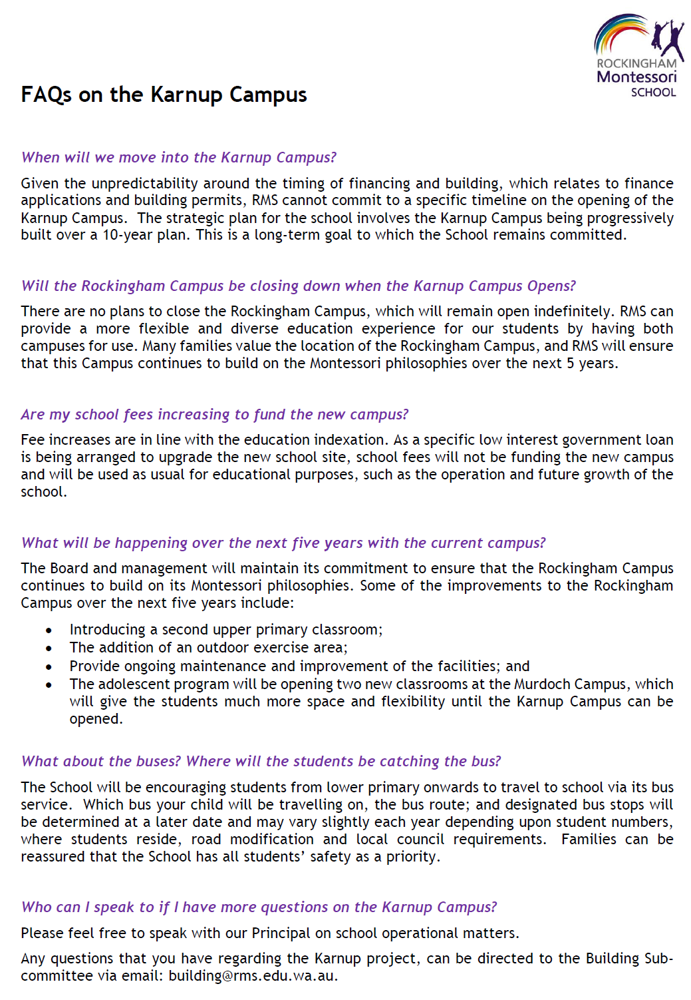 ROCKINGHAM
Montessori
SCHOOL
FAQs on the Karnup Campus
When will we move into the Karnup Campus?
Given the unpredictability around the timing of financing and building, which relates to finance
applications and building permits, RMS cannot commit to a specific timeline on the opening of the
Karnup Campus.  The strategic plan for the school involves the Karnup Campus being progressively
built over a 10-year plan. This is a long-term goal to which the School remains committed.
Will the Rockingham Campus be closing down when the Karnup Campus Opens?
There are no plans to close the Rockingham Campus, which will remain open indefinitely. RMS can
provide a more flexible and diverse education experience for our students by having both
campuses for use. Many families value the location of the Rockingham Campus, and RMS will ensure
that this Campus continues to build on the Montessori philosophies over the next 5 years.
Are my school fees increasing to fund the new campus?
Fee increases are in line with the education indexation. As a specific low interest government loan
is being arranged to upgrade the new school site, school fees will not be funding the new campus
and will be used as usual for educational purposes, such as the operation and future growth of the
school.
What will be happening over the next five years with the current campus?
The Board and management will maintain its commitment to ensure that the Rockingham Campus
continues to build on its Montessori philosophies. Some of the improvements to the Rockingham
Campus over the next five years include:
• Introducing a second upper primary classroom;
• The addition of an outdoor exercise area;
• Provide ongoing maintenance and improvement of the facilities; and
• The adolescent program will be opening two new classrooms at the Murdoch Campus, which
will give the students much more space and flexibility until the Karnup Campus can be
opened.
What about the buses? Where will the students be catching the bus?
The School will be encouraging students from lower primary onwards to travel to school via its bus
service.  Which bus your child will be travelling on, the bus route; and designated bus stops will
be determined at a later date and may vary slightly each year depending upon student numbers,
where students reside, road modification and local council requirements.  Families can be
reassured that the School has all students’ safety as a priority.
Who can I speak to if I have more questions on the Karnup Campus?
Please feel free to speak with our Principal on school operational matters.
Any questions that you have regarding the Karnup project, can be directed to the Building Sub-
committee via email: building@rms.edu.wa.au.